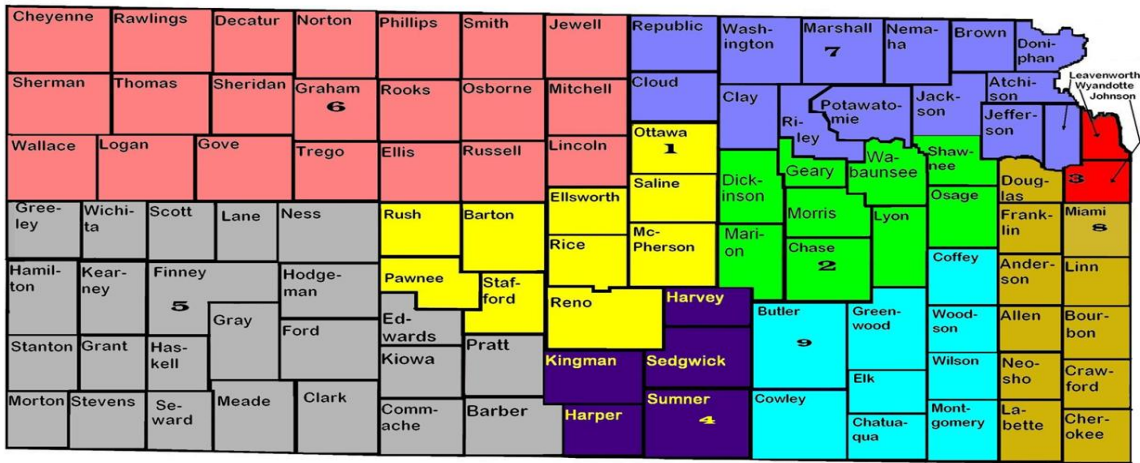 Cheyenne Rawlings Decatur Norton Phillips Smith Jewell Republic Wash-
ington Marshall Nema-
ha Brown Doni-
phan
7
Sherman Thomas Sheridan Graham Rooks Osborne Mitchell Cloud Clay Ri-
ley Potawato-
mie Jack-
son Atchi-
son Jeffer-
son Leavenworth
Wyandotte
Johnson
6
Wallace Logan Gove Trego Ellis Russell Lincoln Ottawa
1
Saline Dick-
inson Geary Wa-
baunsee Shaw-
nee Doug-
las
3
Gree-
ley Wichi-
ta Scott Lane Ness Rush Barton Ellsworth
Rice Mc-
Pherson Mari-
on Morris Lyon Osage Frank-
lin Miami
8
Chase
2
Hamil-
ton Kear-
ney Finney
5
Hodge-
man Pawnee Staf-
ford Reno Harvey Coffey Ander-
son Linn
Gray Ford Ed-
wards
Stanton Grant Has-
kell Kiowa Pratt Kingman Sedgwick Butler
9
Green-
wood Wood-
son Allen Bour-
bon
Wilson Neo-
sho Craw-
ford
Elk
Morton Stevens Se-
ward Meade Clark Comm-
ache Barber Harper Sumner
4
Cowley Chatua-
qua Mont-
gomery La-
bette Cher-
okee